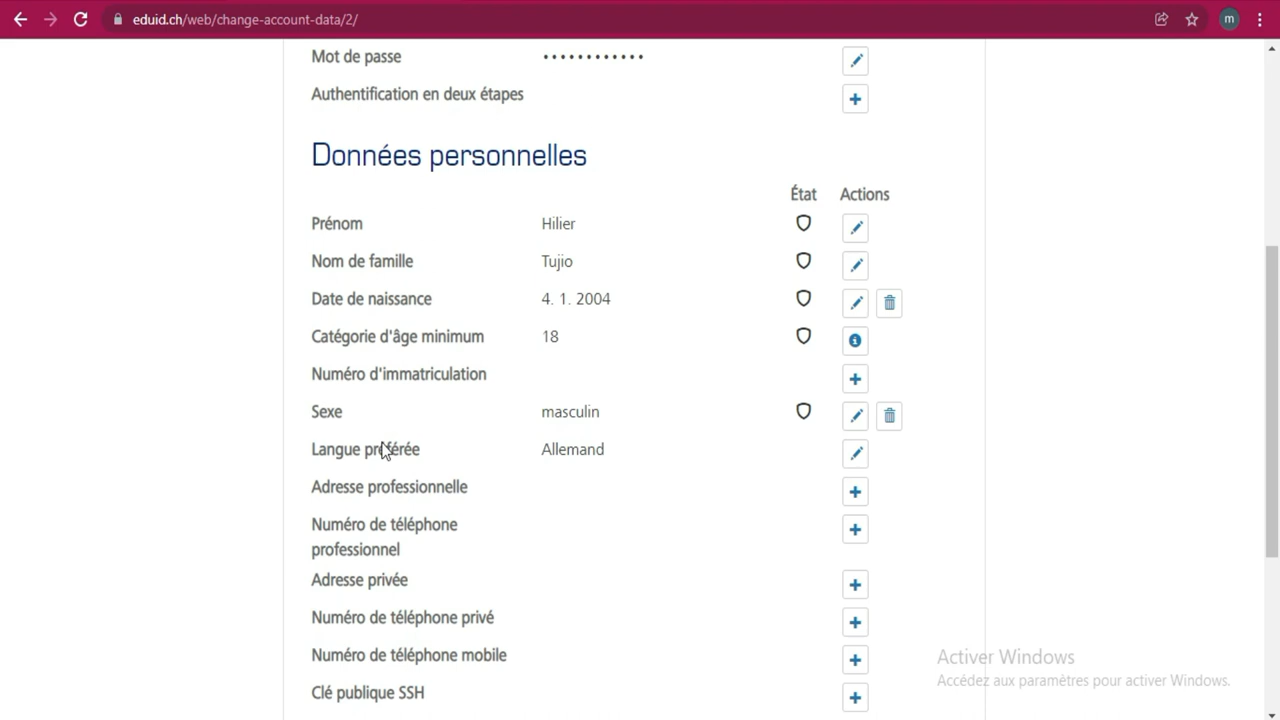 eduid.ch/web/change-account-data/2/
m
Mot de passe ••••••••••••
Authentification en deux étapes
Données personnelles
État Actions
Prénom Hilier
Nom de famille Tujio
Date de naissance 4. 1. 2004
Catégorie d'âge minimum 18
Numéro d'immatriculation
Sexe masculin
Langue préférée Allemand
Adresse professionnelle
Numéro de téléphone
professionnel
Adresse privée
Numéro de téléphone privé
Numéro de téléphone mobile
Clé publique SSH
Activer Windows
Accédez aux paramètres pour activer Windows.